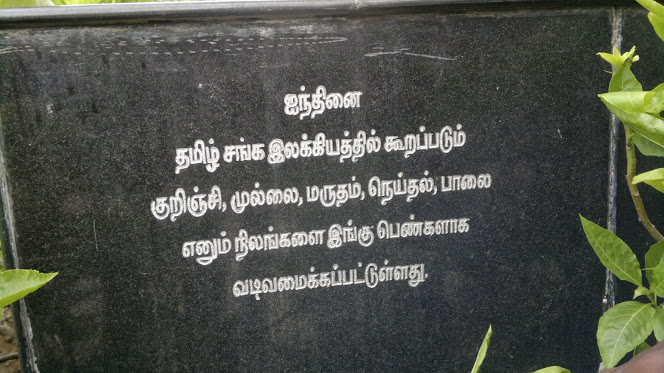 ஐந்தினை
தமிழ் சங்க இலக்கியத்தில் கூறப்படும்
குறிஞ்சி, முல்லை, மருதம், நெய்தல், பாலை
எனும் நிலங்களை இங்கு பெண்களாக
வடிவமைக்கப்பட்டுள்ளது.